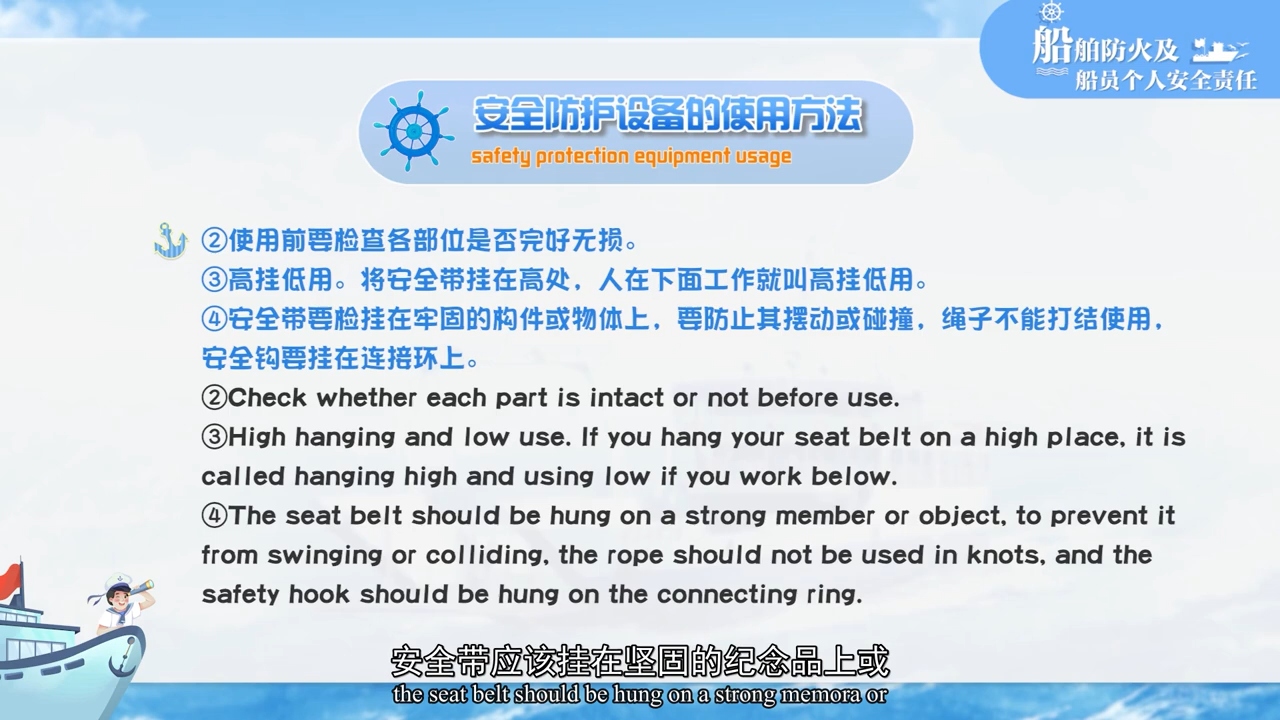 船舶防火及
船员个人安全责任
安全防护设备的使用方法
safety protection equipment usage
②使用前要检查各部位是否完好无损。
③高挂低用。将安全带挂在高处，人在下面工作就叫高挂低用。
④安全带要检挂在牢固的构件或物体上，要防止其摆动或碰撞，绳子不能打结使用，
安全钩要挂在连接环上。
②Check whether each part is intact or not before use.
③High hanging and low use. If you hang your seat belt on a high place, it is
called hanging high and using low if you work below.
④The seat belt should be hung on a strong member or object, to prevent it
from swinging or colliding, the rope should not be used in knots, and the
safety hook should be hung on the connecting ring.
安全带应该挂在坚固的纪念品上或
the seat belt should be hung on a strong memora or